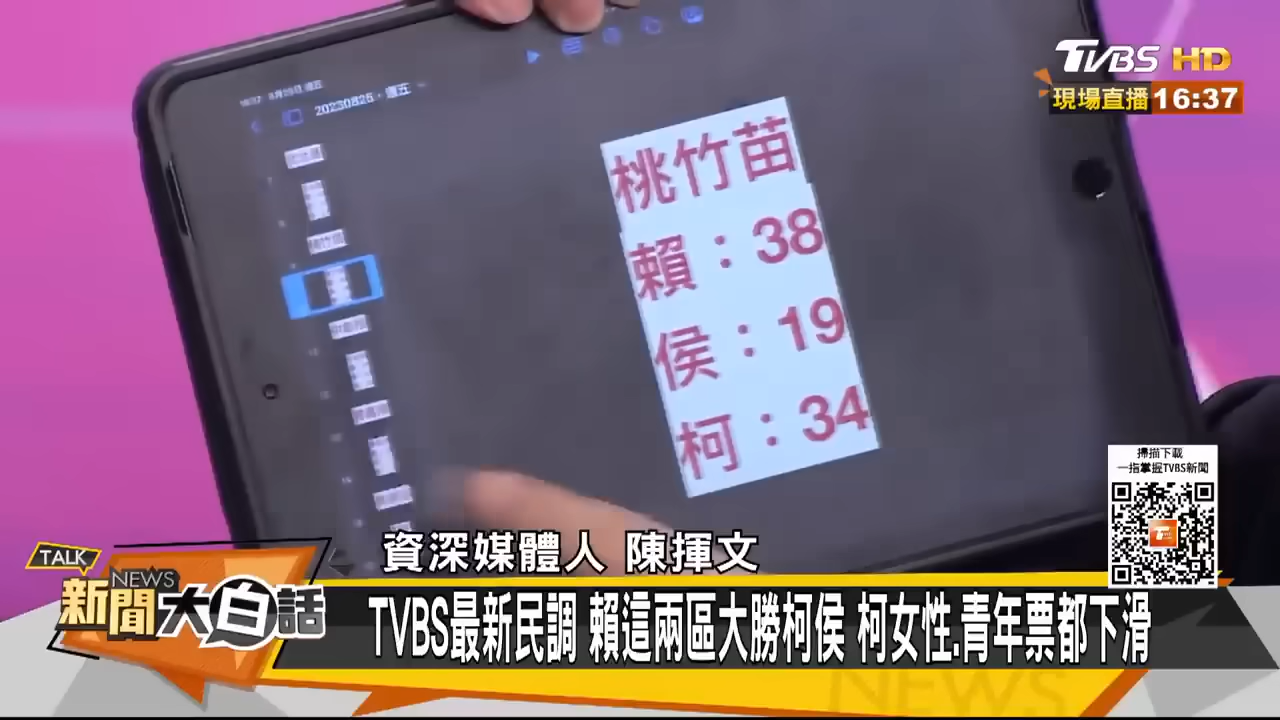 TVBS HD
現場直播 16:37
20230825,週五
桃竹苗
賴：38
侯：19
柯：34
掃描下載
一指掌握TVBS新聞
資深媒體人 陳揮文
TALK
NEWS
新聞大白話
TVBS最新民調 賴這兩區大勝柯侯 柯女性.青年票都下滑
NEWS